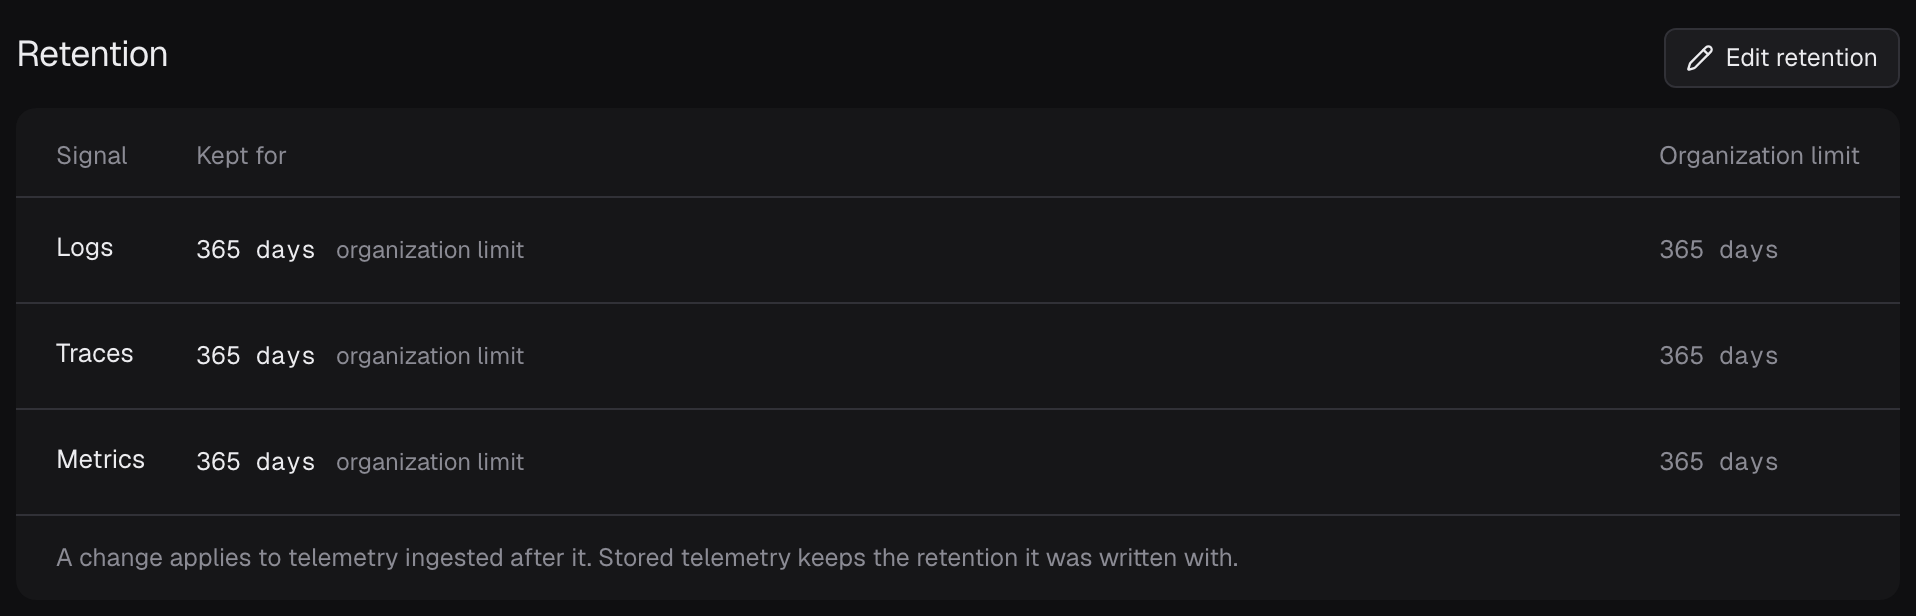 Retention
Edit retention
Signal Kept for Organization limit
Logs 365 days organization limit 365 days
Traces 365 days organization limit 365 days
Metrics 365 days organization limit 365 days
A change applies to telemetry ingested after it. Stored telemetry keeps the retention it was written with.